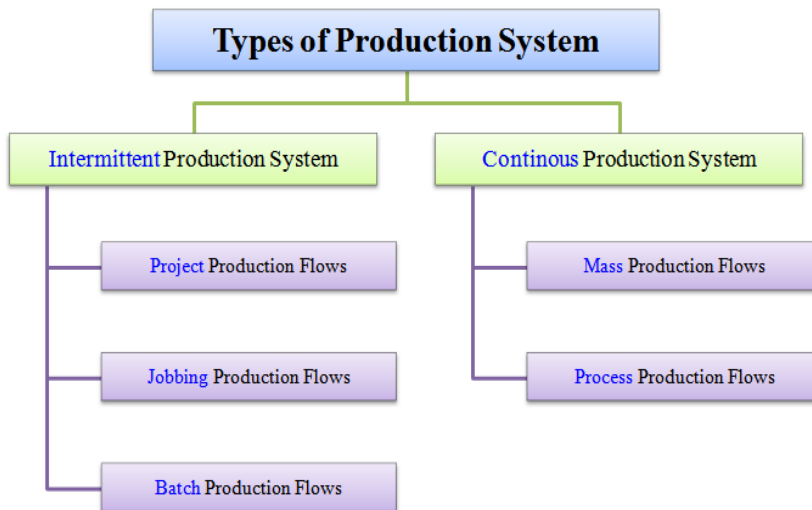 Types of Production System
Intermittent Production System
Continous Production System
Project Production Flows
Mass Production Flows
Jobbing Production Flows
Process Production Flows
Batch Production Flows